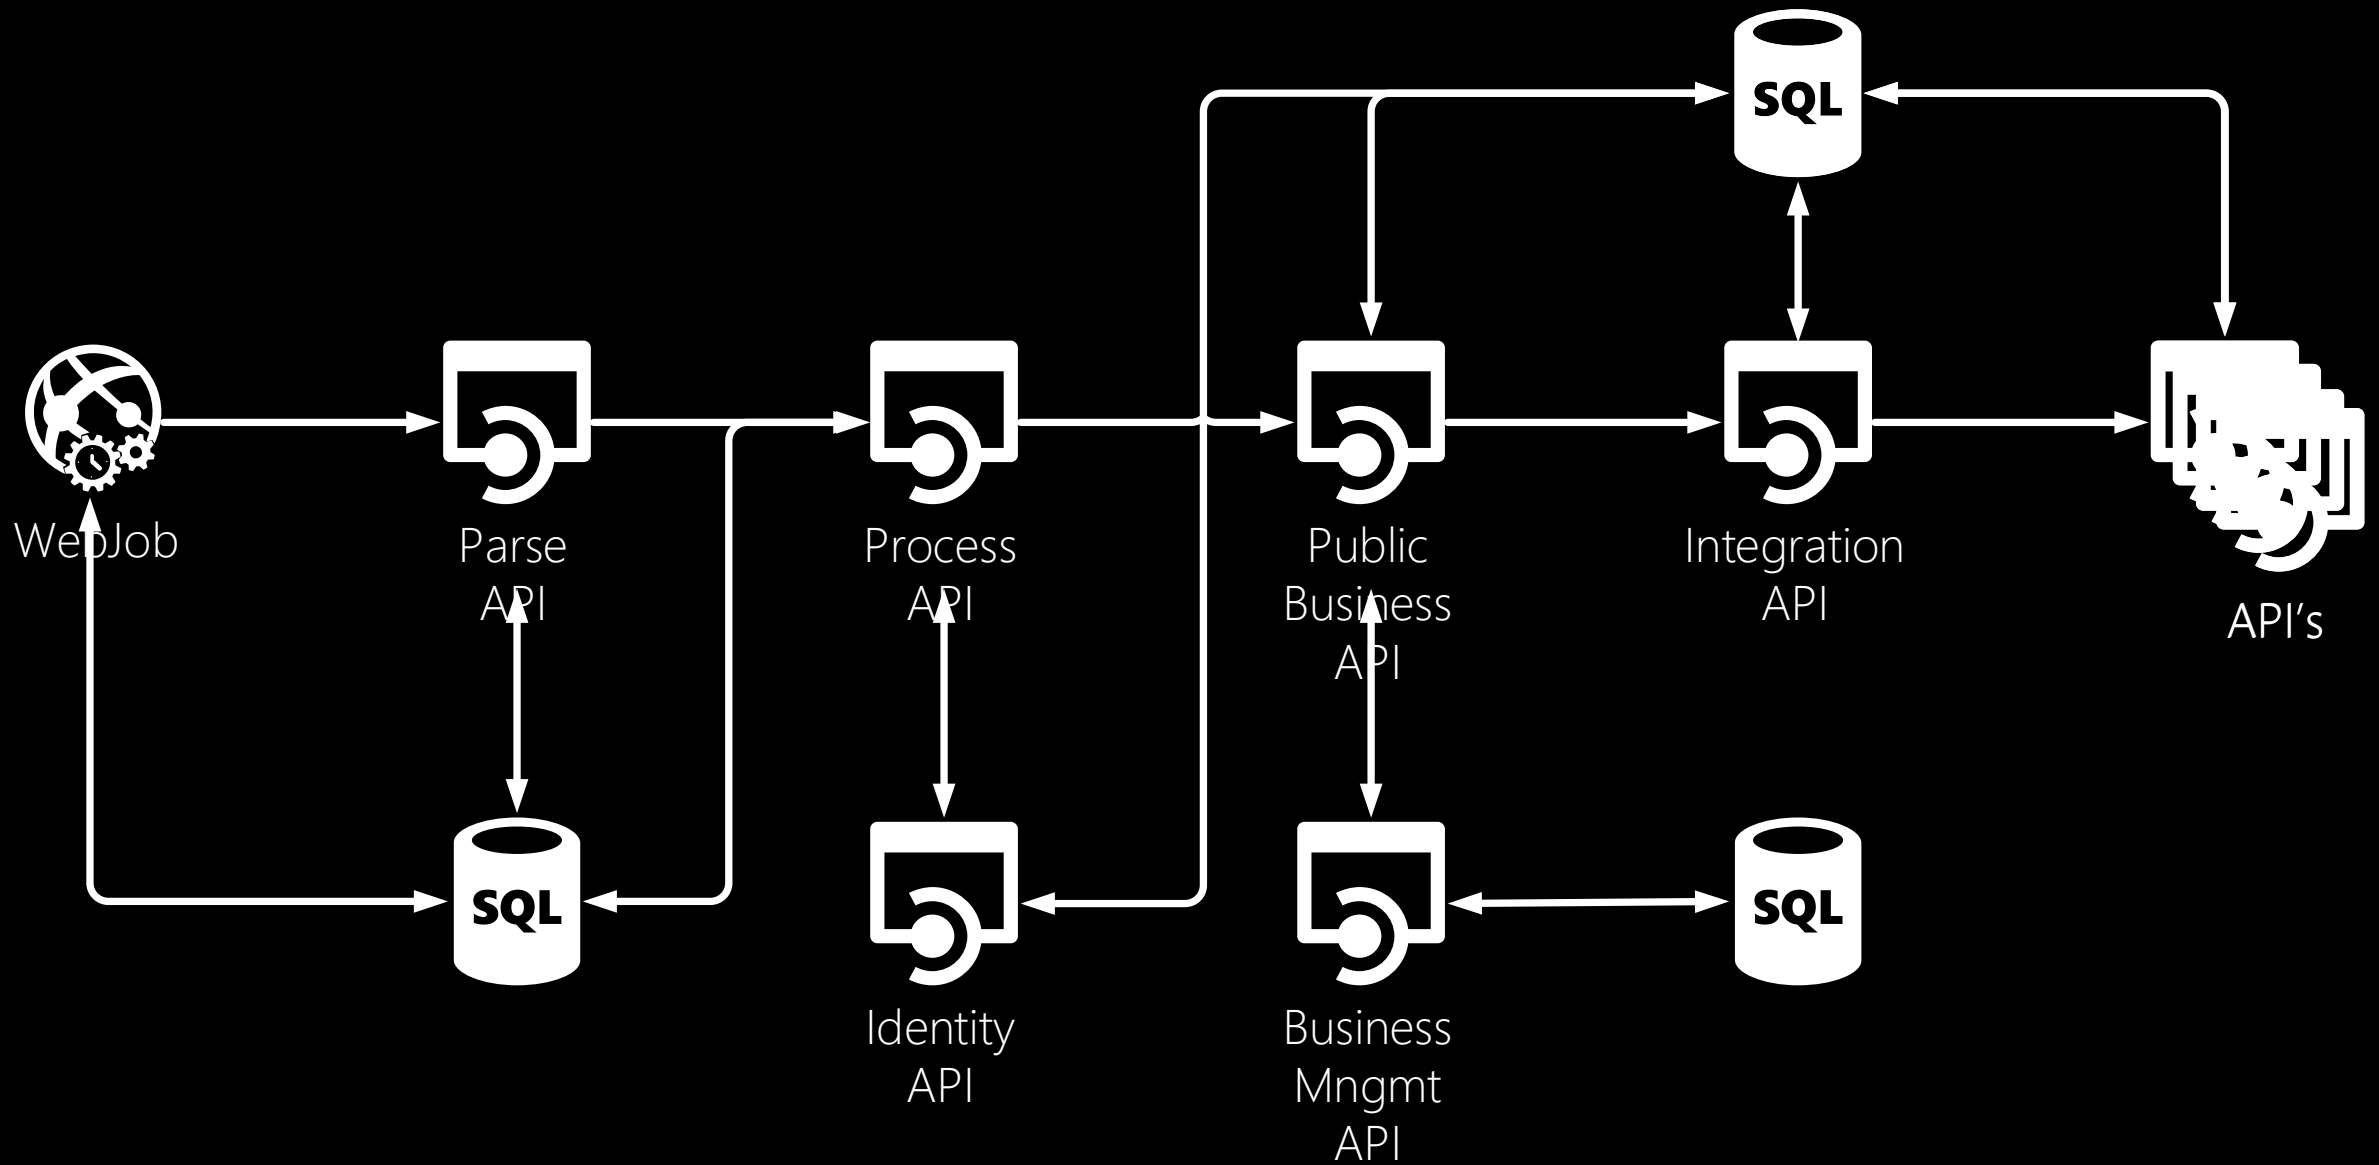 SQL
WebJob
Parse
API
Process
API
Public
Business
API
Integration
API
API's
SQL
SQL
Identity
API
Business
Mngmt
API